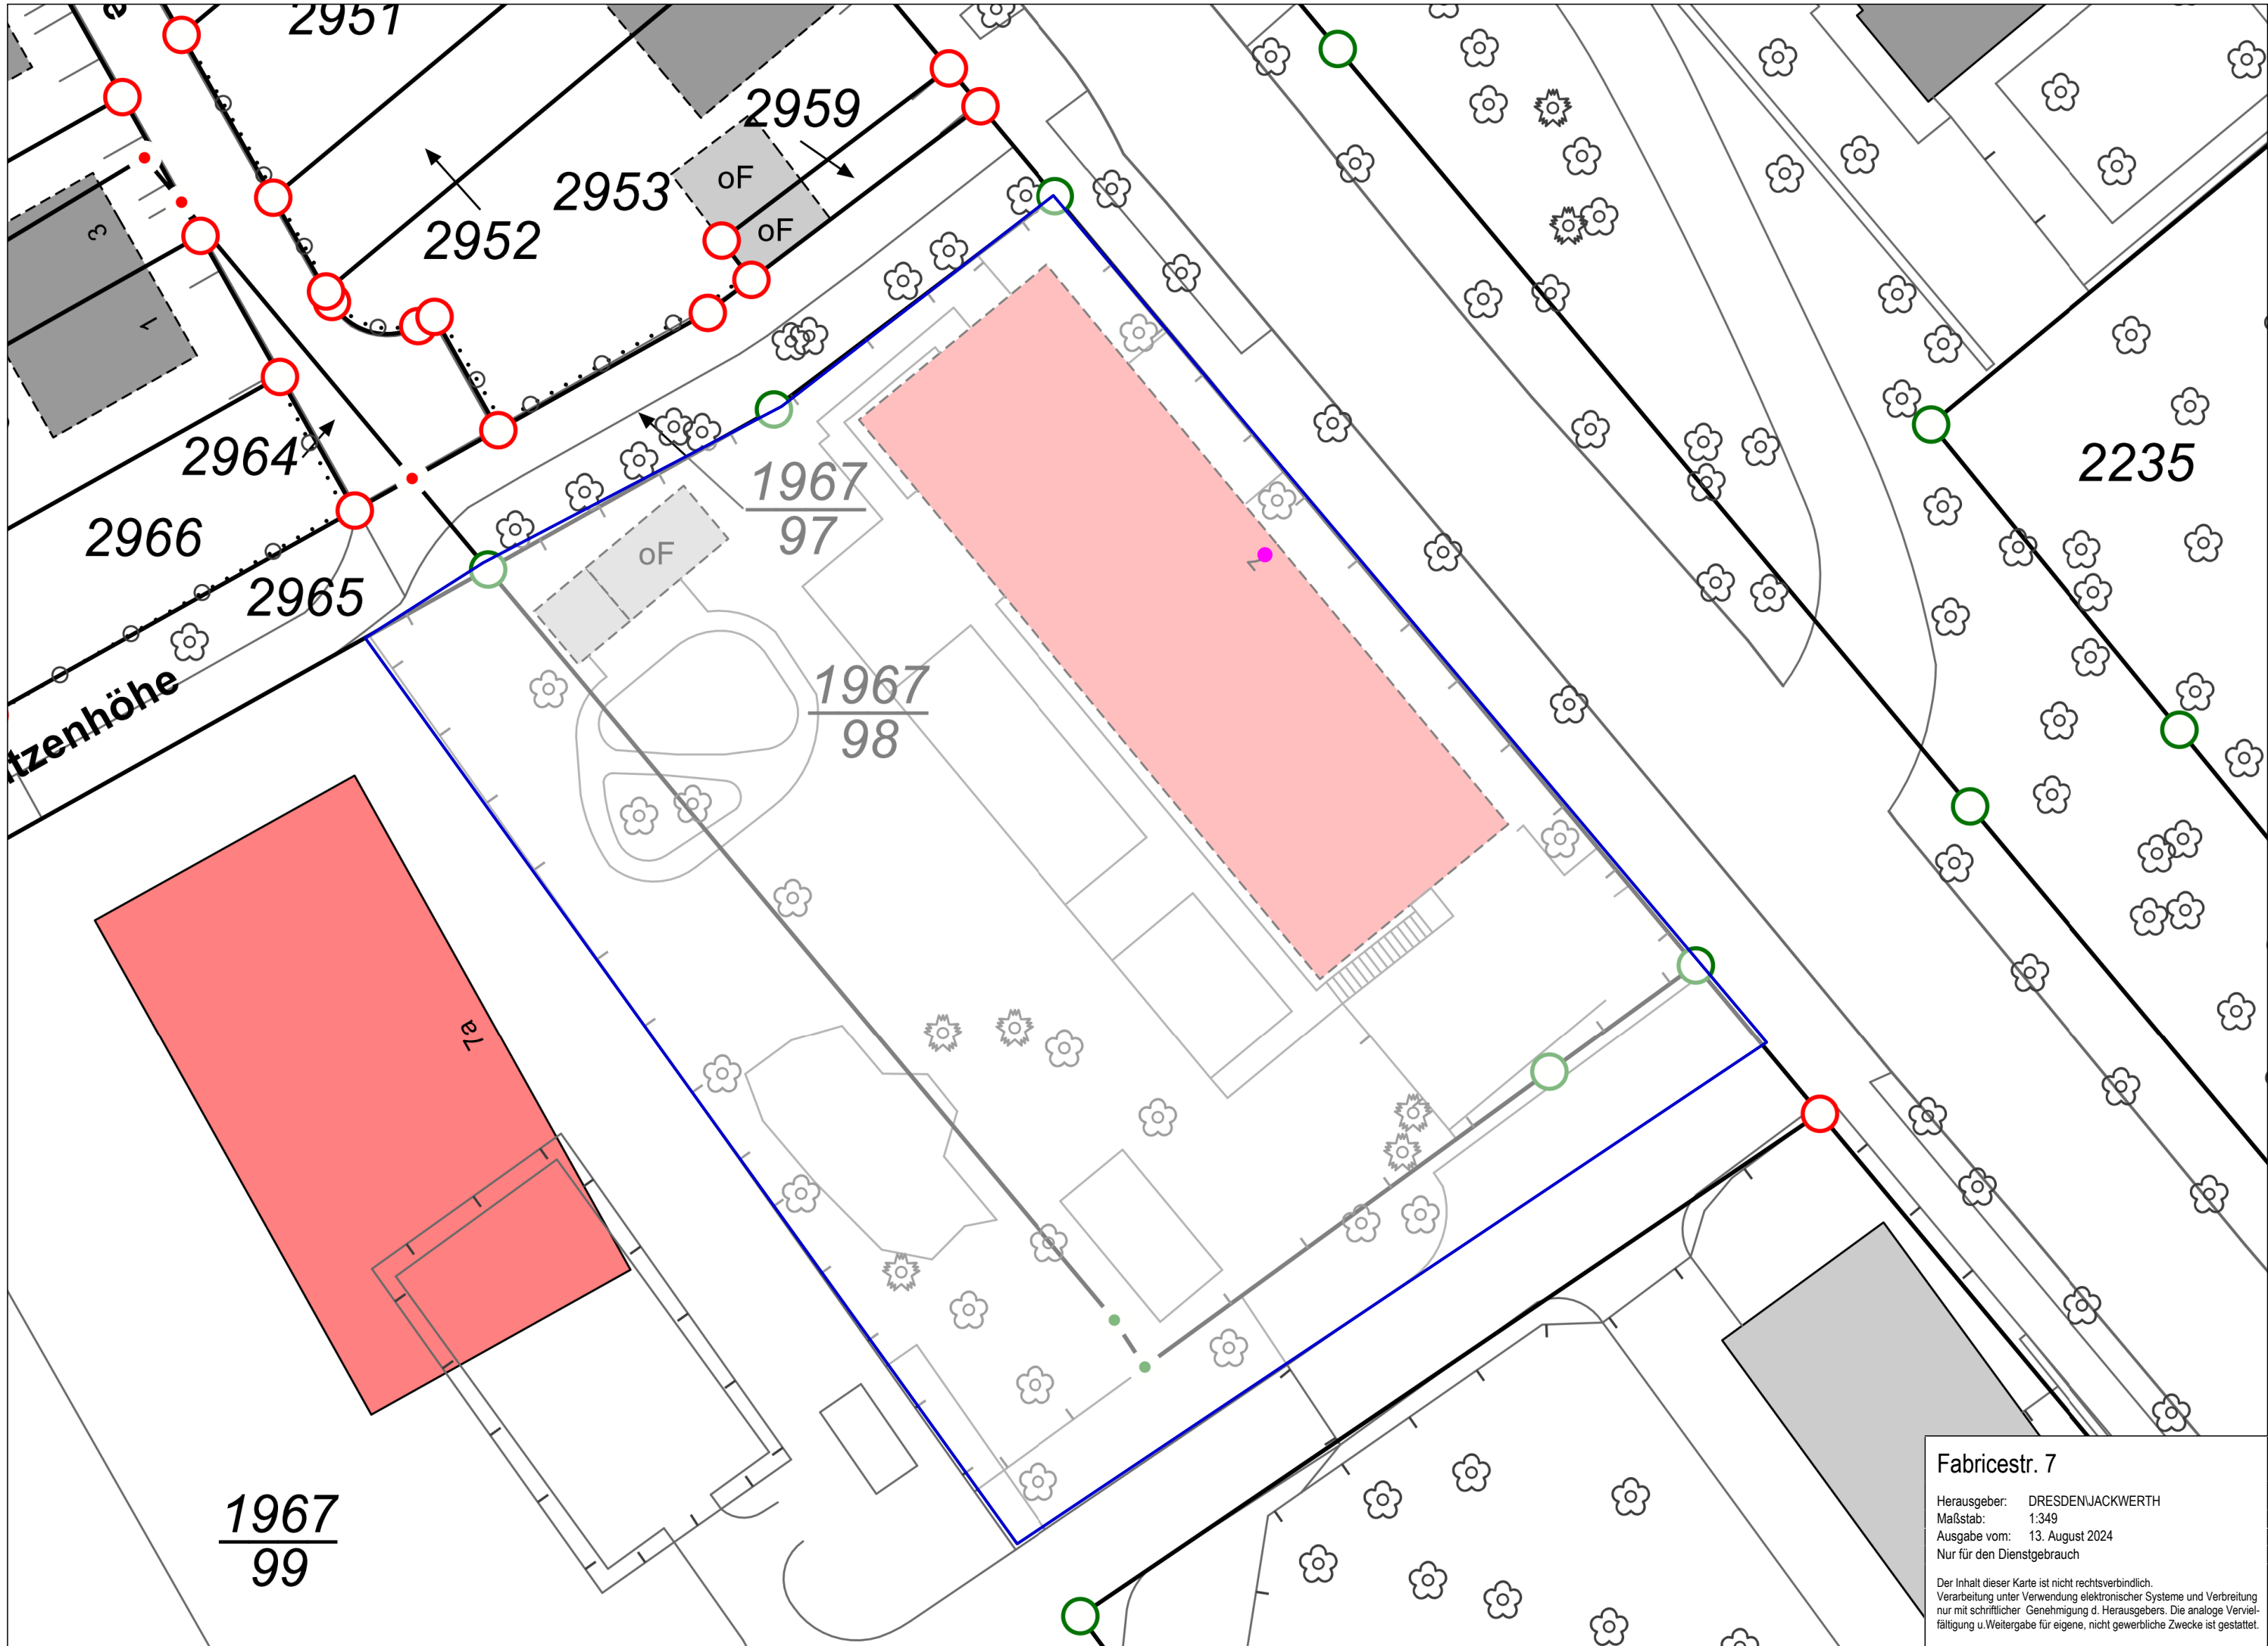 2951
2959
oF
2953
oF
2952
3
1
2964
2235
1967
97
2966
oF
2965
7
1967
98
tzenhöhe
7a
1967
99
Fabricestr. 7
Herausgeber: DRESDEN\JACKWERTH
Maßstab: 1:349
Ausgabe vom: 13. August 2024
Nur für den Dienstgebrauch
Der Inhalt dieser Karte ist nicht rechtsverbindlich.
Verarbeitung unter Verwendung elektronischer Systeme und Verbreitung
nur mit schriftlicher Genehmigung d. Herausgebers. Die analoge Verviel-
fältigung u.Weitergabe für eigene, nicht gewerbliche Zwecke ist gestattet.